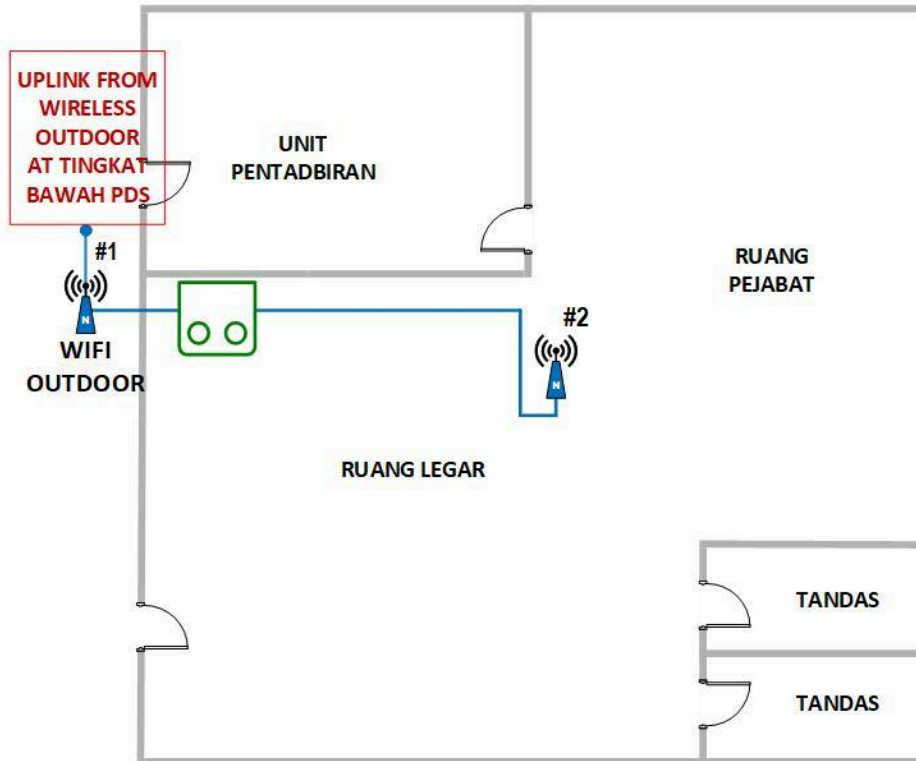 UPLINK FROM
WIRELESS
OUTDOOR
AT TINGKAT
BAWAH PDS
UNIT
PENTADBIRAN
#1
N
WIFI
OUTDOOR
#2
N
RUANG
PEJABAT
RUANG LEGAR
TANDAS
TANDAS